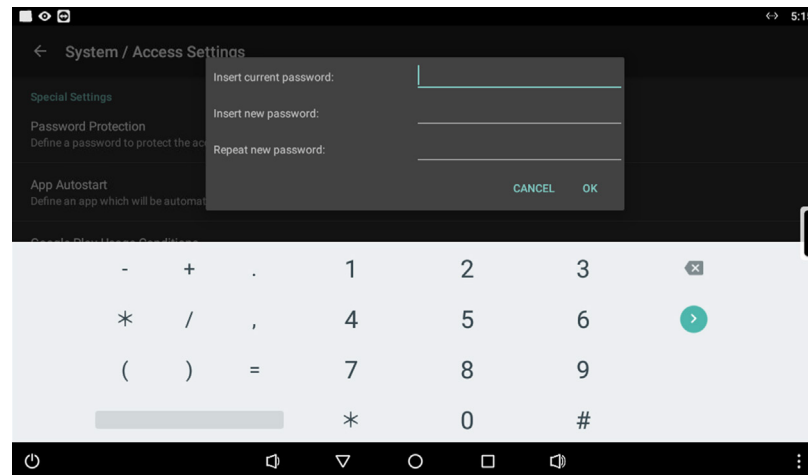 5:1
System / Access Settings
Special Settings
Password Protection
Define a password to protect the
App Autostart
Define an app which will be
Insert current password:
Insert new password:
Repeat new password:
CANCEL OK
- + . 1 2 3
* / , 4 5 6
( ) = 7 8 9
* 0 #